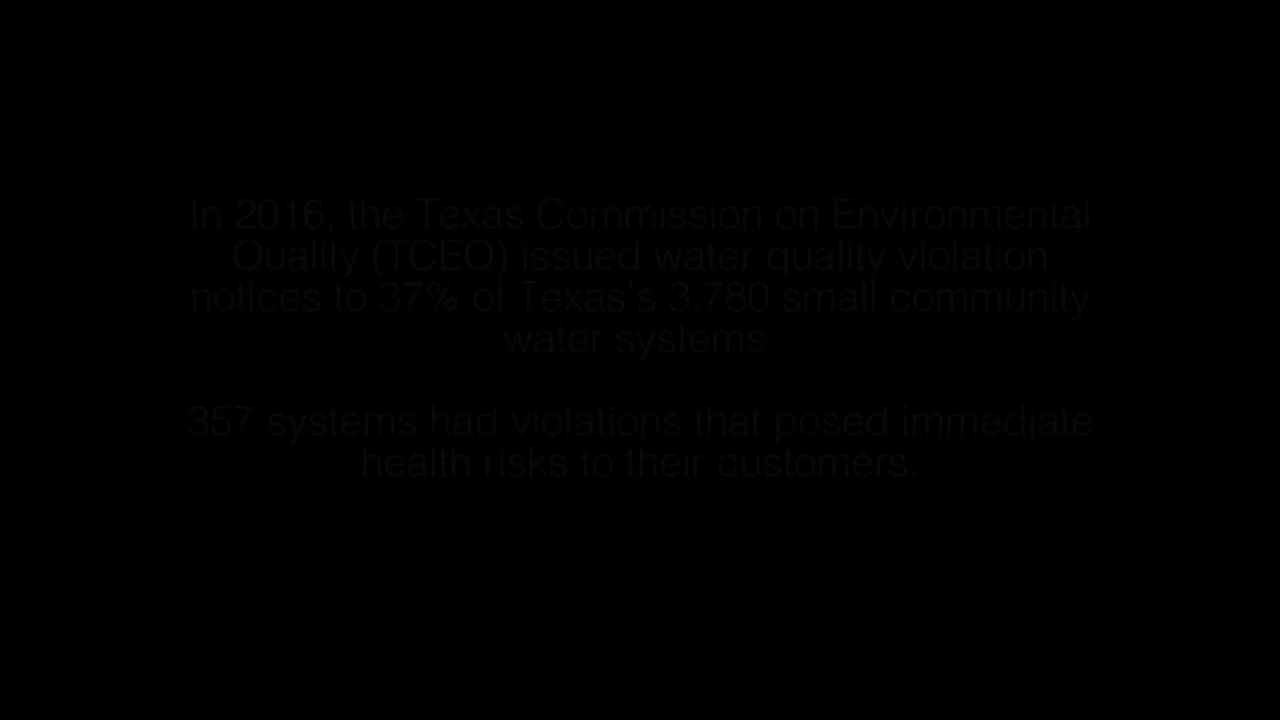 In 2016, the Texas Commission on Environmental
Quality (TCEQ) issued water quality violation
notices to 37% of Texas's 3,780 small community
water systems.
357 systems had violations that posed immediate
health risks to their customers.